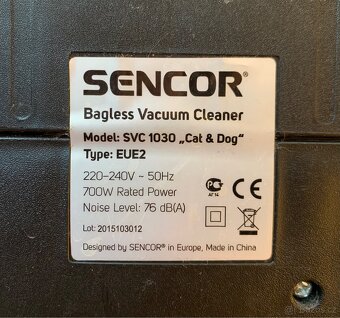 SENCOR®
Bagless Vacuum Cleaner
Model: SVC 1030 „Cat & Dog“
Type: EUE2
220–240V ~ 50Hz
700W Rated Power
Noise Level: 76 dB(A)
Lot: 2015103012
Designed by SENCOR® in Europe, Made in China